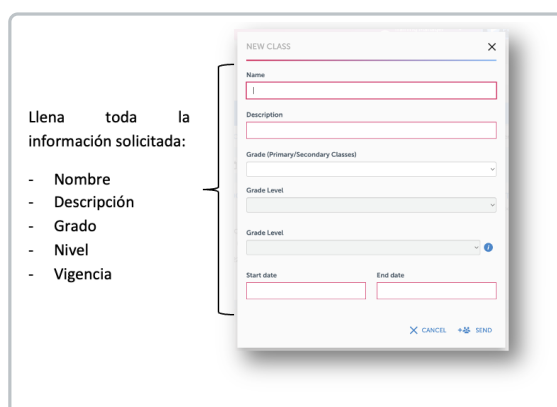 Llena toda la
información solicitada:
- Nombre
- Descripción
- Grado
- Nivel
- Vigencia
NEW CLASS
Name
Description
Grade (Primary/Secondary Classes)
Grade Level
Grade Level
Start date End date
CANCEL SEND